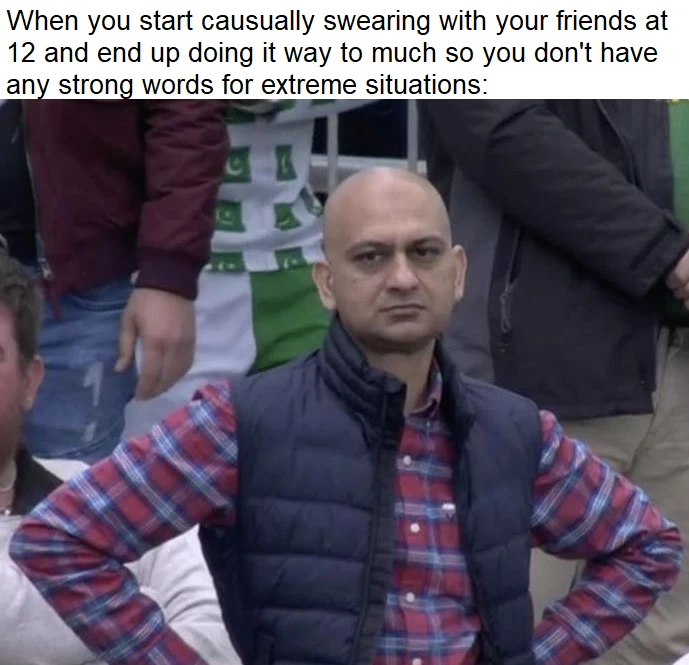 When you start causually swearing with your friends at
12 and end up doing it way to much so you don't have
any strong words for extreme situations: